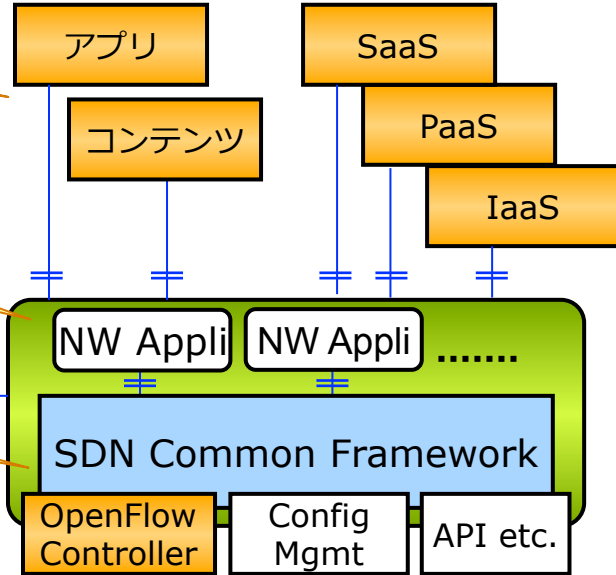 アプリ
SaaS
コンテンツ
PaaS
IaaS
NW Appli
NW Appli
.......
SDN Common Framework
OpenFlow
Controller
Config
Mgmt
API etc.